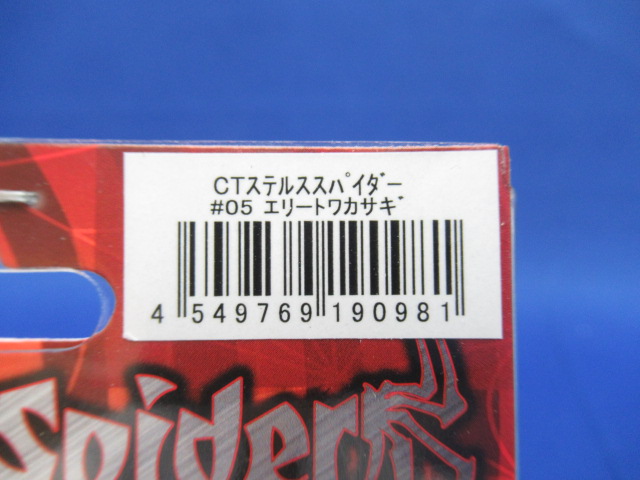 CTステルススパイダー
#05 エリートワカサギ
4 549769 190981
Spider